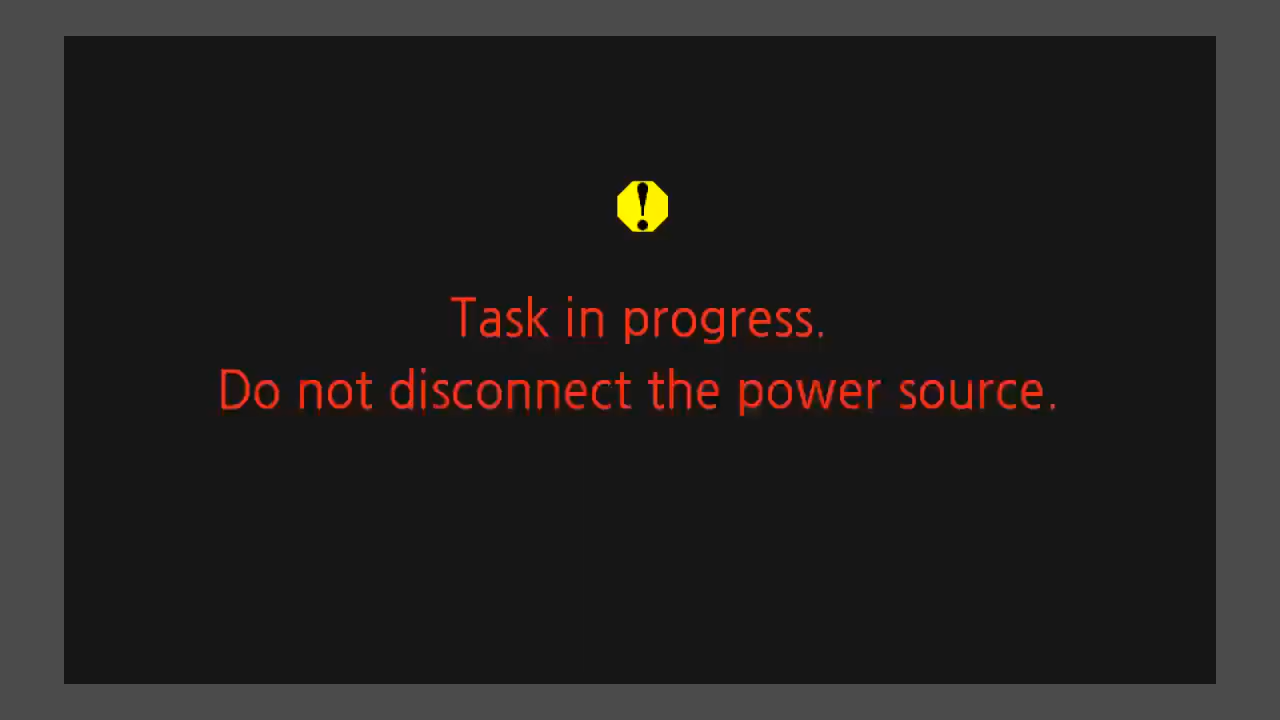 Task in progress.
Do not disconnect the power source.